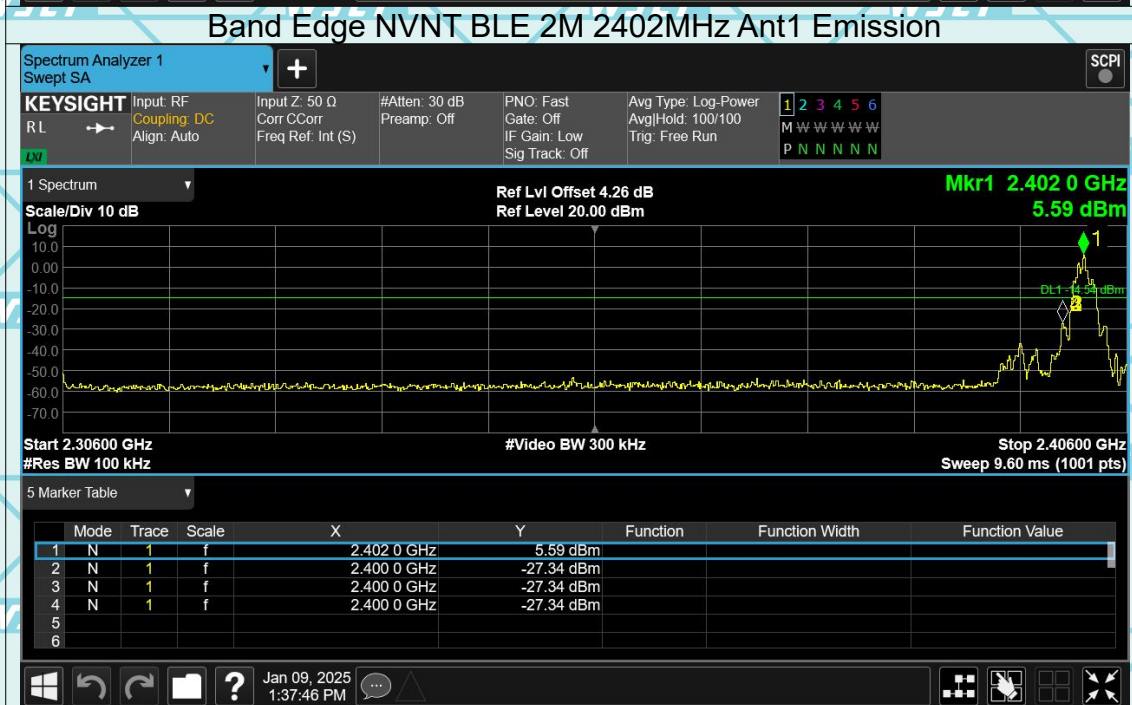 Band Edge NVNT BLE 2M 2402MHz Ant1 Emission
Spectrum Analyzer 1
Swept SA
+
SCPI
KEYSIGHT
R L
LXI
Input: RF
Coupling: DC
Align: Auto
Input Z: 50 Ω
Corr CCorr
Freq Ref: Int (S)
#Atten: 30 dB
Preamp: Off
PNO: Fast
Gate: Off
IF Gain: Low
Sig Track: Off
Avg Type: Log-Power
Avg|Hold: 100/100
Trig: Free Run
1 2 3 4 5 6
M W W W W W
P N N N N N
1 Spectrum
Scale/Div 10 dB
Ref Lvl Offset 4.26 dB
Ref Level 20.00 dBm
Mkr1 2.402 0 GHz
5.59 dBm
Log
10.0
0.00
-10.0
-20.0
-30.0
-40.0
-50.0
-60.0
-70.0
1
DL1 -14.54 dBm
Start 2.30600 GHz
#Res BW 100 kHz
#Video BW 300 kHz
Stop 2.40600 GHz
Sweep 9.60 ms (1001 pts)
5 Marker Table
Mode Trace Scale X Y Function Function Width Function Value
1 N 1 f 2.402 0 GHz 5.59 dBm
2 N 1 f 2.400 0 GHz -27.34 dBm
3 N 1 f 2.400 0 GHz -27.34 dBm
4 N 1 f 2.400 0 GHz -27.34 dBm
5
6
?
Jan 09, 2025
1:37:46 PM